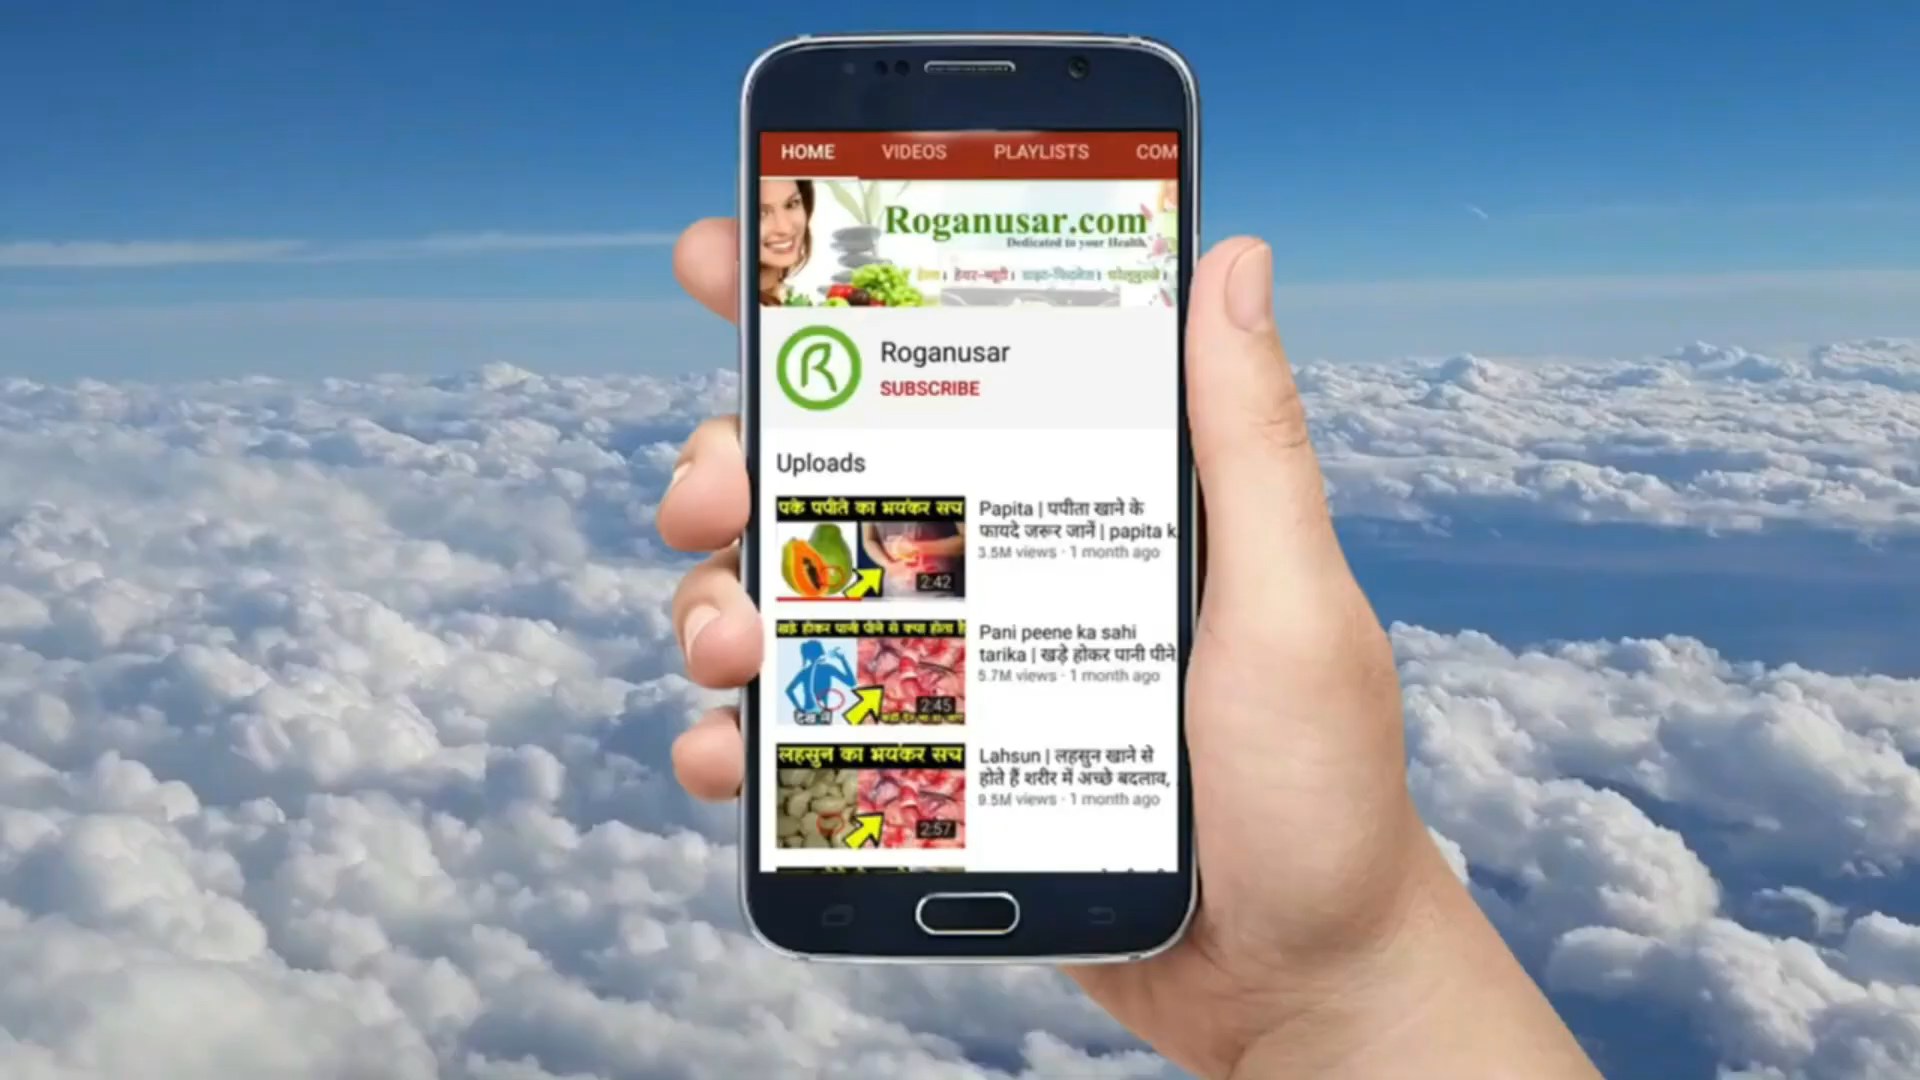 HOME VIDEOS PLAYLISTS COM
Roganusar.com
Dedicated to your Health.
Roganusar
SUBSCRIBE
Uploads
पके पपीते का भयंकर सच
2:42
Papita | पपीता खाने के
फायदे जरूर जानें | papita k
3.5M views · 1 month ago
खड़े होकर पानी पीने से क्या होता है
2:45
Pani peene ka sahi
tarika | खड़े होकर पानी पीने
5.7M views · 1 month ago
लहसुन का भयंकर सच
2:57
Lahsun | लहसुन खाने से
होते हैं शरीर में अच्छे बदलाव,
9.5M views · 1 month ago